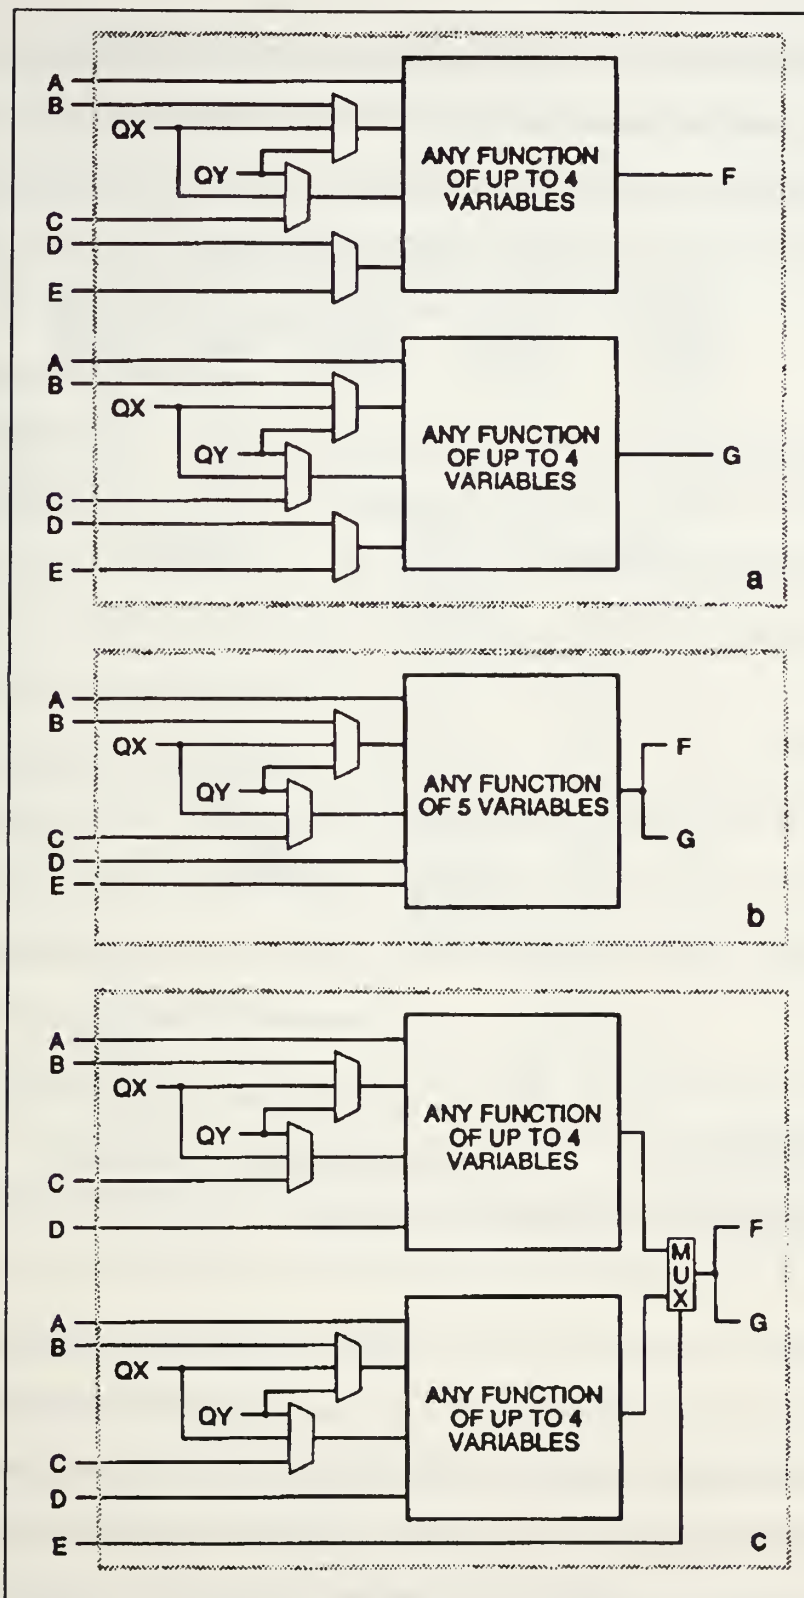 A
B
QX
QY
C
D
E
ANY FUNCTION
OF UP TO 4
VARIABLES
F
A
B
QX
QY
C
D
E
ANY FUNCTION
OF UP TO 4
VARIABLES
G
a
A
B
QX
QY
C
D
E
ANY FUNCTION
OF 5 VARIABLES
F
G
b
A
B
QX
QY
C
D
ANY FUNCTION
OF UP TO 4
VARIABLES
MUX
F
G
A
B
QX
QY
C
D
E
ANY FUNCTION
OF UP TO 4
VARIABLES
c